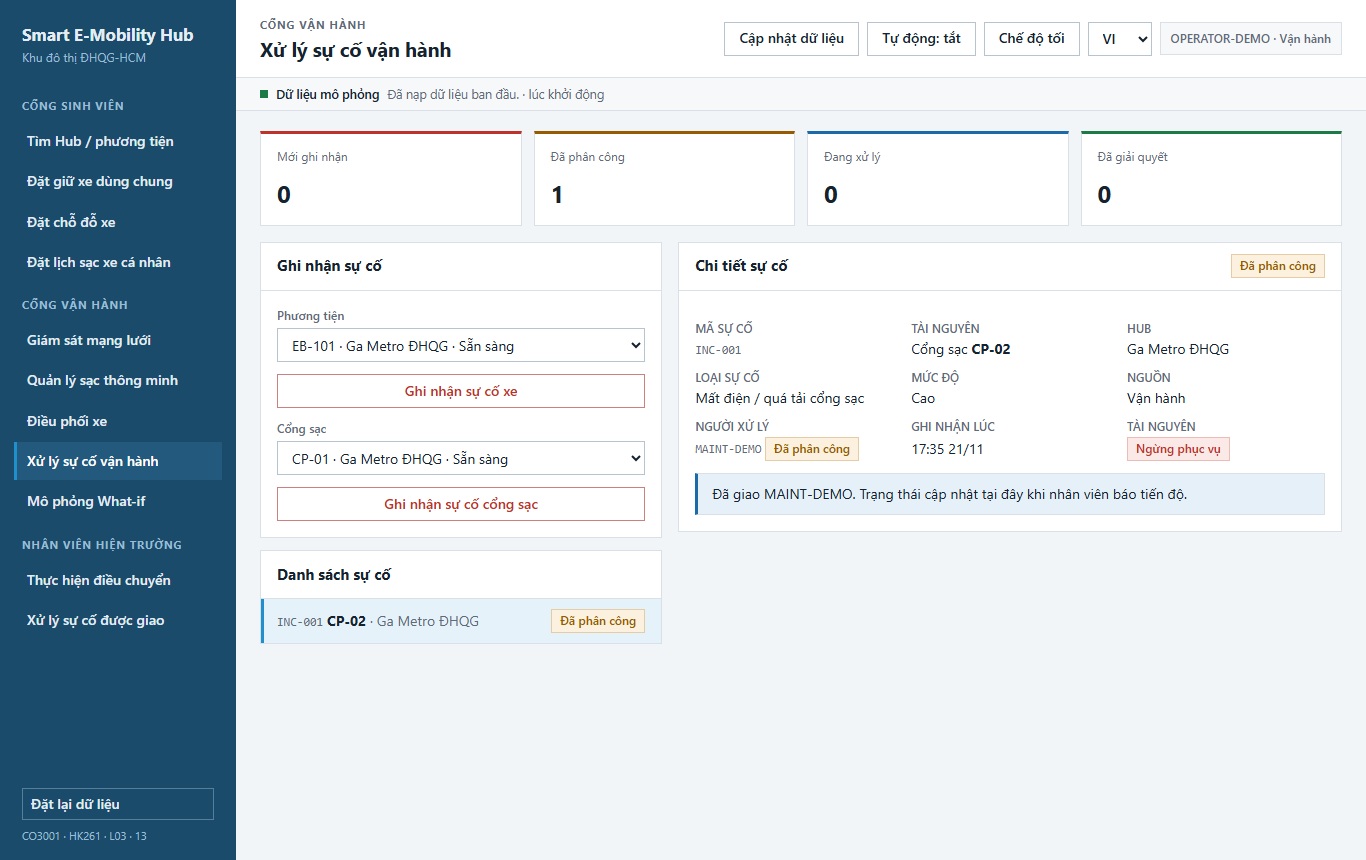 Smart E-Mobility Hub
Khu đô thị ĐHQG-HCM
CỔNG SINH VIÊN
Tìm Hub / phương tiện
Đặt giữ xe dùng chung
Đặt chỗ đỗ xe
Đặt lịch sạc xe cá nhân
CỔNG VẬN HÀNH
Giám sát mạng lưới
Quản lý sạc thông minh
Điều phối xe
Xử lý sự cố vận hành
Mô phỏng What-if
NHÂN VIÊN HIỆN TRƯỜNG
Thực hiện điều chuyển
Xử lý sự cố được giao
Đặt lại dữ liệu
CO3001 · HK261 · L03 · 13
CỔNG VẬN HÀNH
Xử lý sự cố vận hành
Cập nhật dữ liệu
Tự động: tắt
Chế độ tối
VI
OPERATOR-DEMO · Vận hành
Dữ liệu mô phỏng Đã nạp dữ liệu ban đầu. · lúc khởi động
Mới ghi nhận
0
Đã phân công
1
Đang xử lý
0
Đã giải quyết
0
Ghi nhận sự cố
Phương tiện
EB-101 · Ga Metro ĐHQG · Sẵn sàng
Ghi nhận sự cố xe
Cổng sạc
CP-01 · Ga Metro ĐHQG · Sẵn sàng
Ghi nhận sự cố cổng sạc
Danh sách sự cố
INC-001 CP-02 · Ga Metro ĐHQG Đã phân công
Chi tiết sự cố Đã phân công
MÃ SỰ CỐ TÀI NGUYÊN HUB
INC-001 Cổng sạc CP-02 Ga Metro ĐHQG
LOẠI SỰ CỐ MỨC ĐỘ NGUỒN
Mất điện / quá tải cổng sạc Cao Vận hành
NGƯỜI XỬ LÝ GHI NHẬN LÚC TÀI NGUYÊN
MAINT-DEMO Đã phân công 17:35 21/11 Ngừng phục vụ
Đã giao MAINT-DEMO. Trạng thái cập nhật tại đây khi nhân viên báo tiến độ.